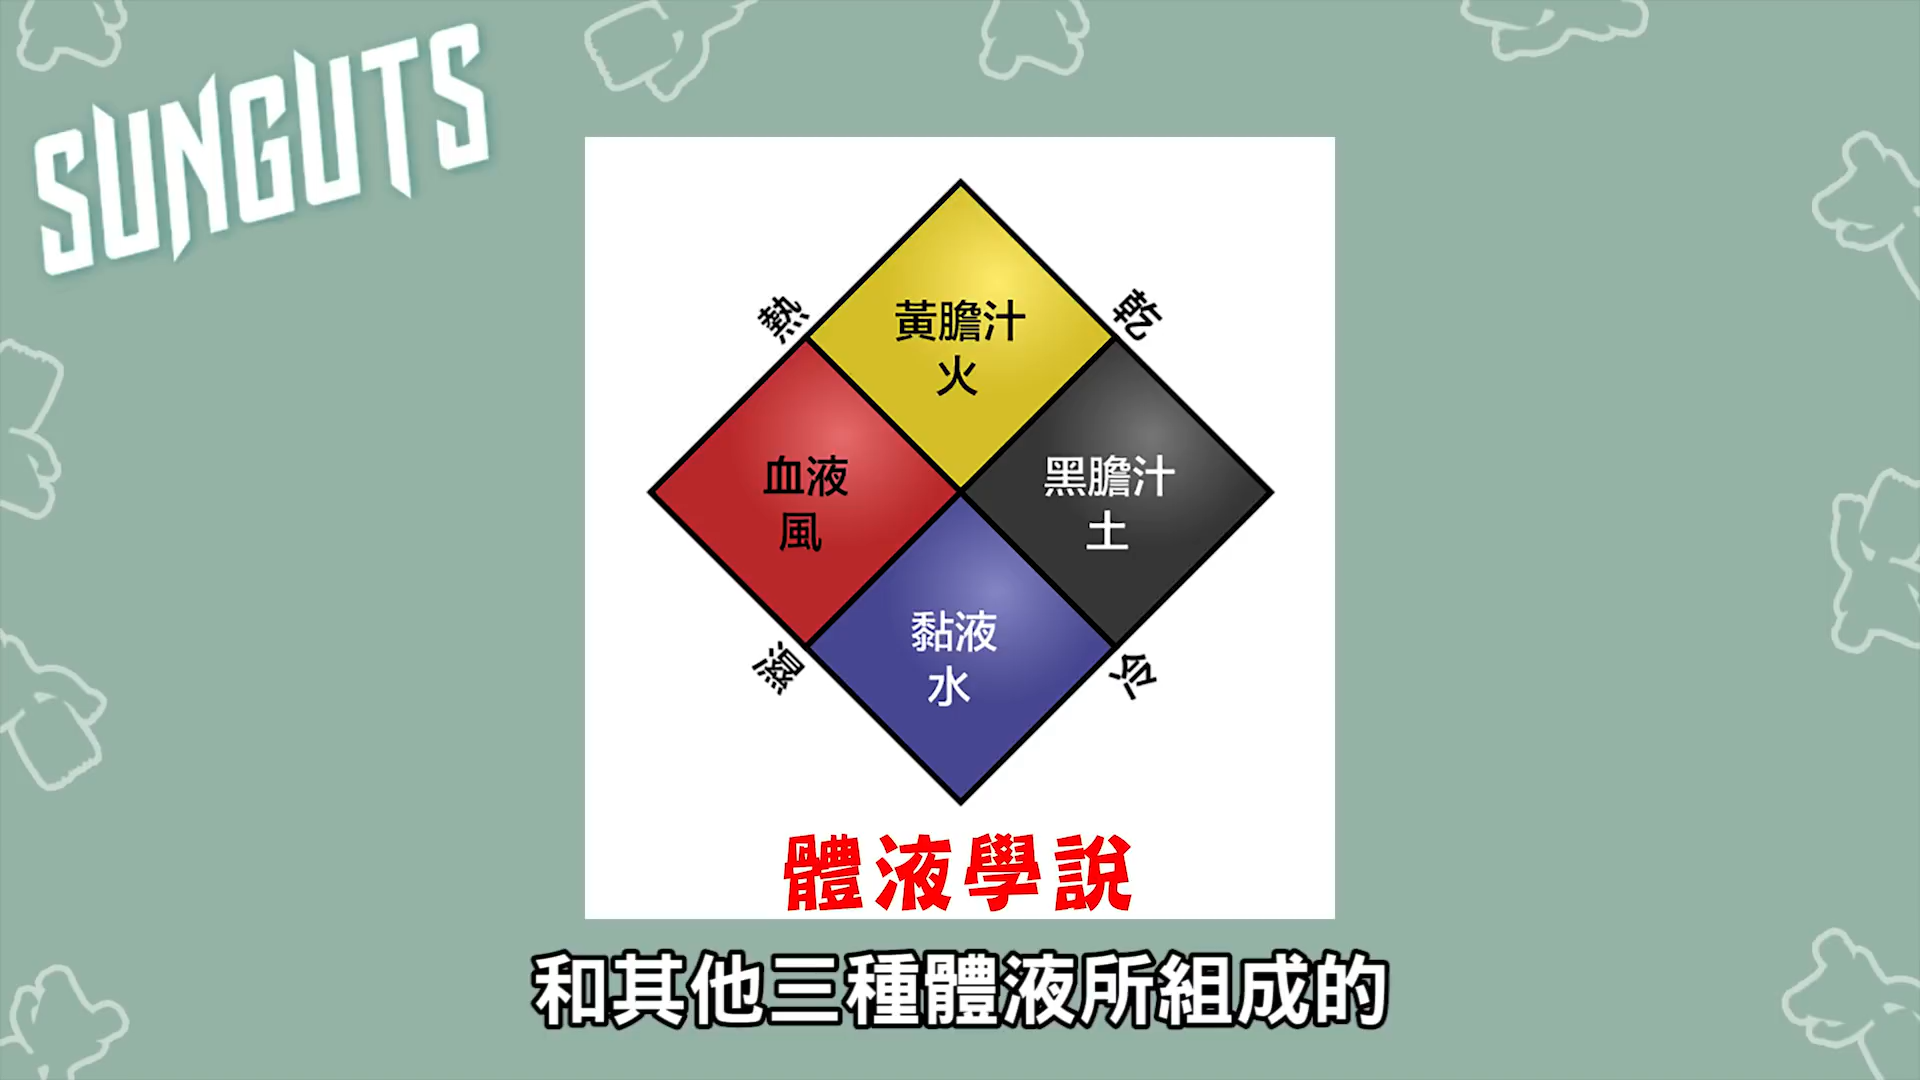 SUNGUTS
熱
乾
黃膽汁
火
血液
風
黑膽汁
土
黏液
水
濕
冷
體液學說
和其他三種體液所組成的